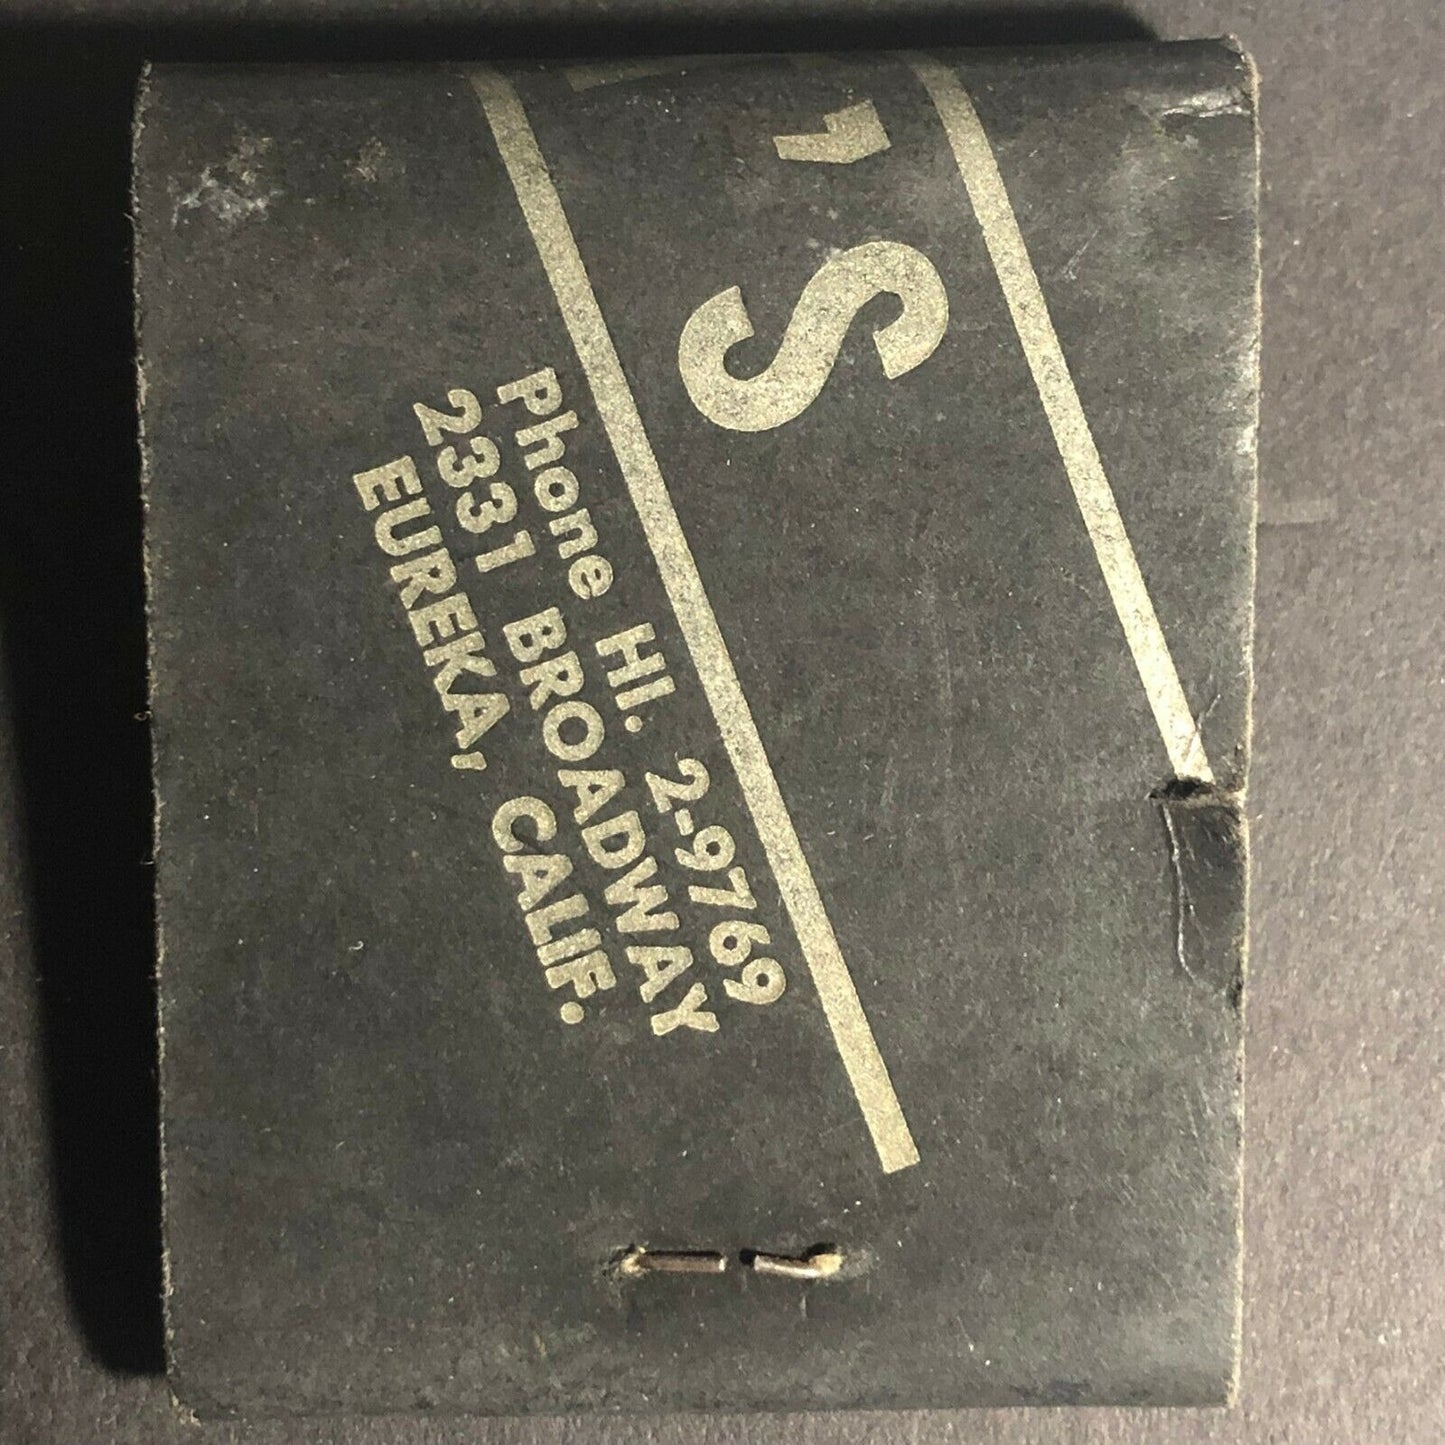 'S
Phone HI. 2-9769
2331 BROADWAY
EUREKA, CALIF.